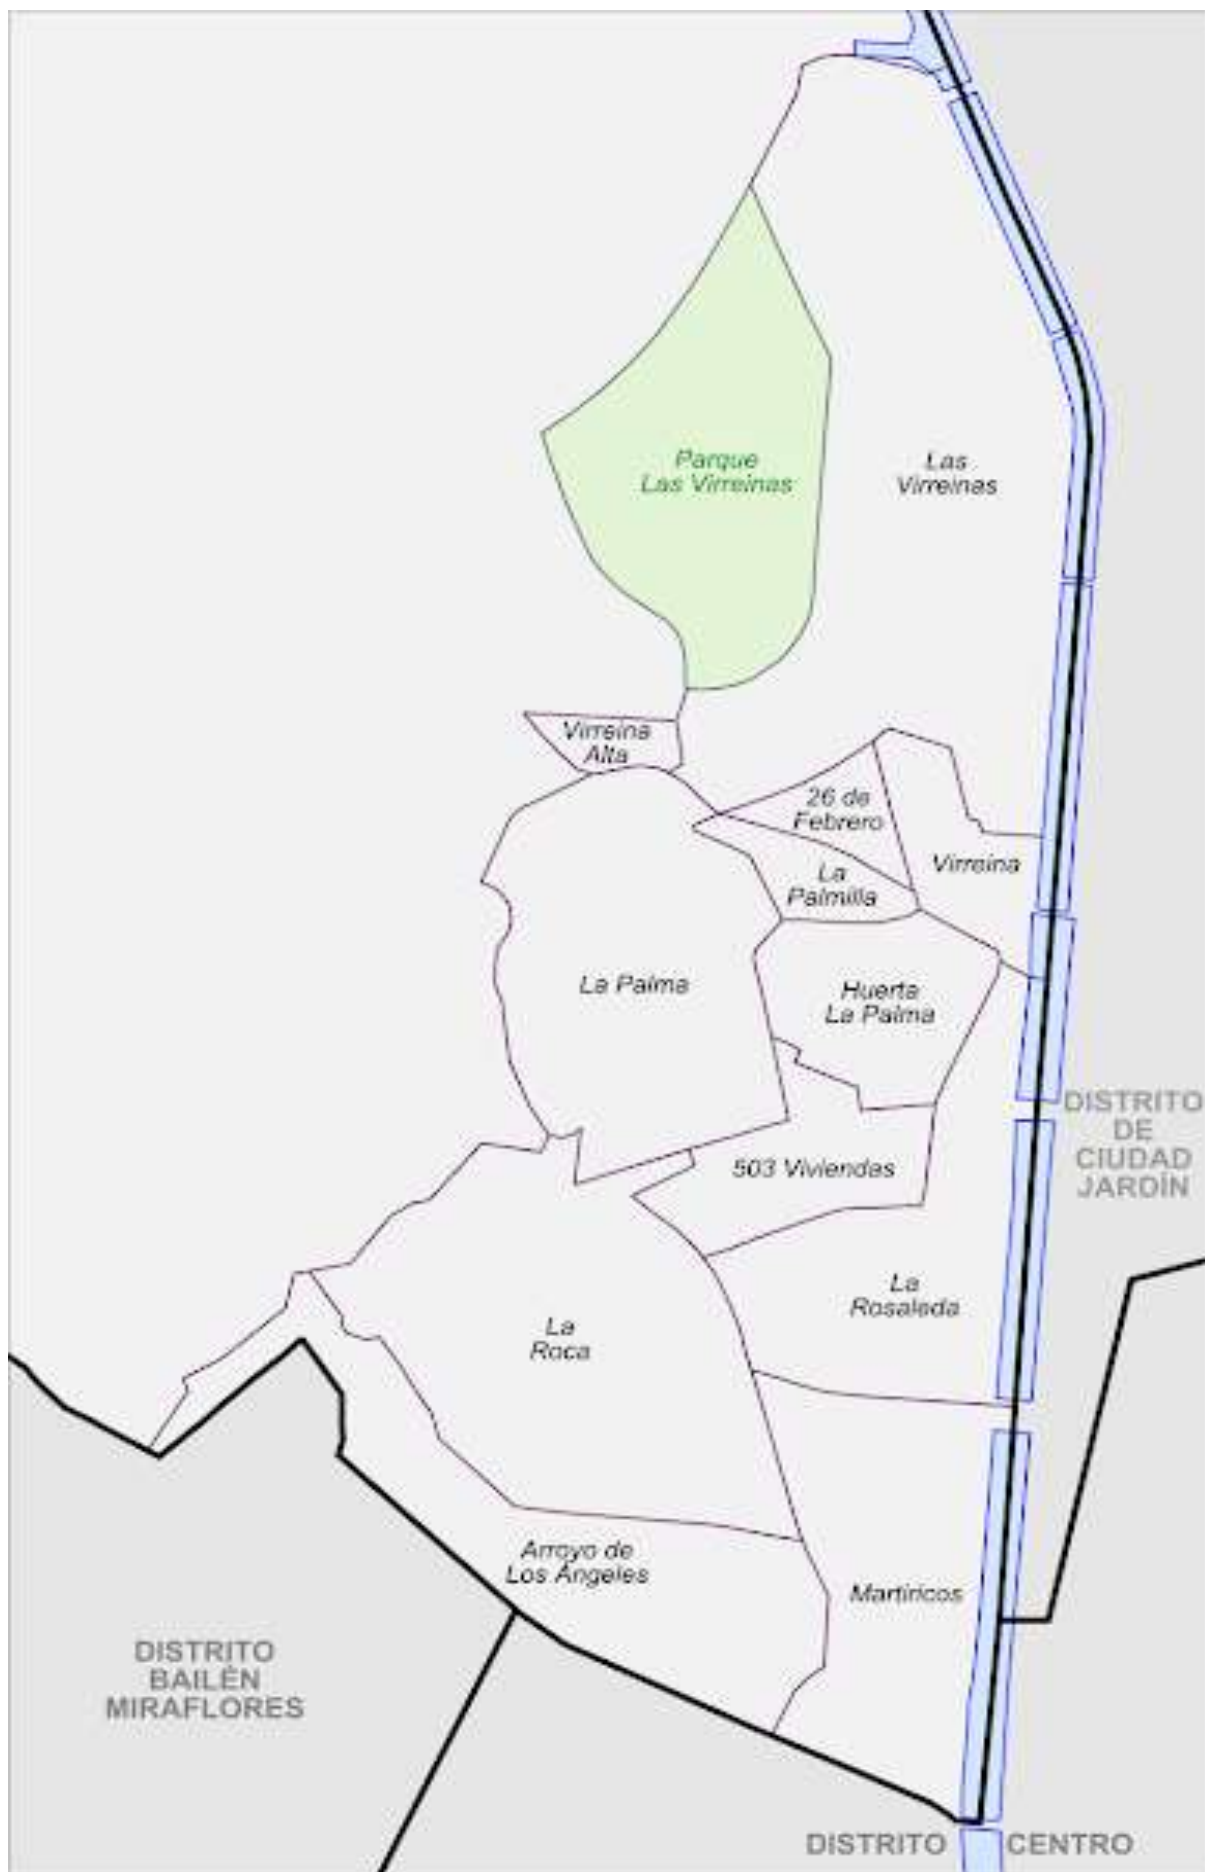 Parque
Las Virreinas
Las
Virreinas
Virreina
Alta
26 de
Febrero
Virreina
La
Palmilla
La Palma
Huerta
La Palma
DISTRITO
DE
CIUDAD
JARDÍN
503 Viviendas
La
Rosaleda
La
Roca
Arroyo de
Los Ángeles
Martiricos
DISTRITO
BAILÉN
MIRAFLORES
DISTRITO CENTRO